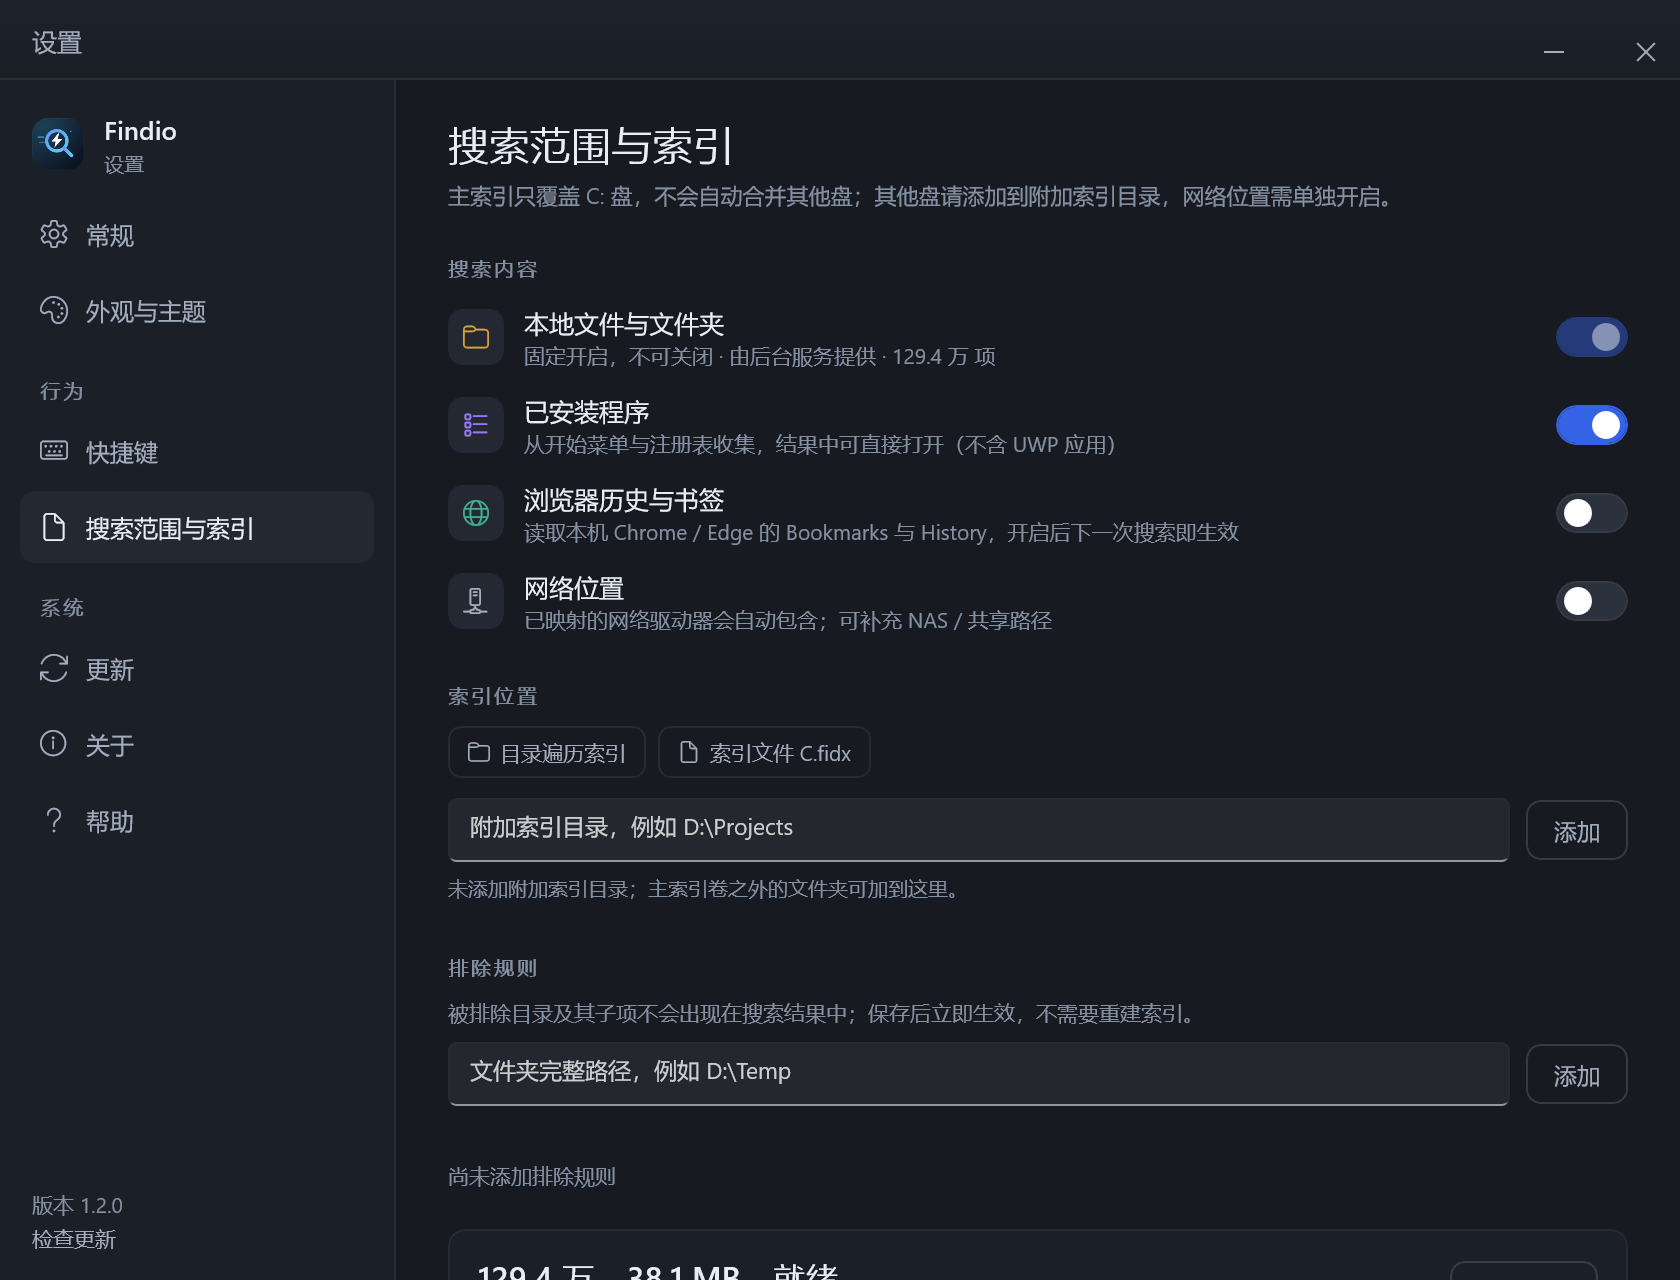 设置
Findio
设置
常规
外观与主题
行为
快捷键
搜索范围与索引
系统
更新
关于
帮助
版本 1.2.0
检查更新
搜索范围与索引
主索引只覆盖 C: 盘，不会自动合并其他盘；其他盘请添加到附加索引目录，网络位置需单独开启。
搜索内容
本地文件与文件夹
固定开启，不可关闭 · 由后台服务提供 · 129.4 万 项
已安装程序
从开始菜单与注册表收集，结果中可直接打开（不含 UWP 应用）
浏览器历史与书签
读取本机 Chrome / Edge 的 Bookmarks 与 History，开启后下一次搜索即生效
网络位置
已映射的网络驱动器会自动包含；可补充 NAS / 共享路径
索引位置
目录遍历索引
索引文件 C.fidx
附加索引目录，例如 D:\Projects
添加
未添加附加索引目录；主索引卷之外的文件夹可加到这里。
排除规则
被排除目录及其子项不会出现在搜索结果中；保存后立即生效，不需要重建索引。
文件夹完整路径，例如 D:\Temp
添加
尚未添加排除规则
129.4 万 38.1 MB 就绪